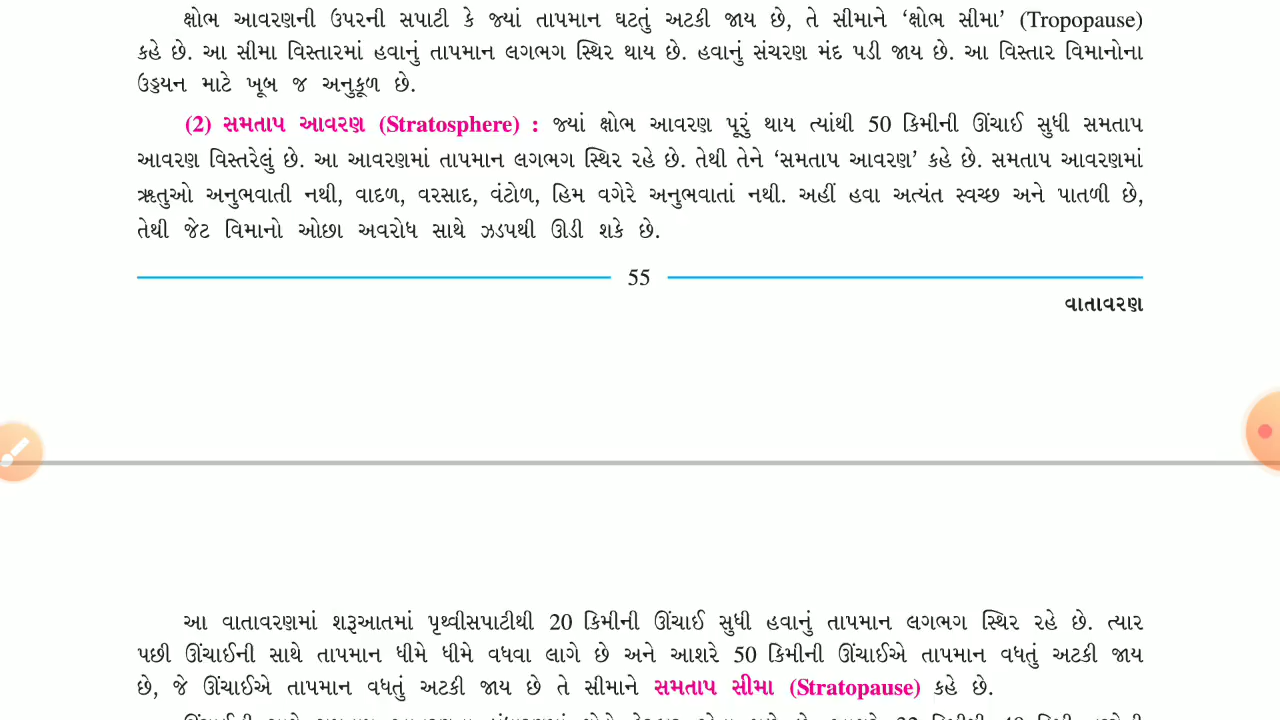 ક્ષોભ આવરણની ઉપરની સપાટી કે જ્યાં તાપમાન ઘટતું અટકી જાય છે, તે સીમાને ‘ક્ષોભ સીમા’ (Tropopause)
કહે છે. આ સીમા વિસ્તારમાં હવાનું તાપમાન લગભગ સ્થિર થાય છે. હવાનું સંચરણ મંદ પડી જાય છે. આ વિસ્તાર વિમાનોના
ઉડ્ડયન માટે ખૂબ જ અનુકૂળ છે.
(2) સમતાપ આવરણ (Stratosphere) : જ્યાં ક્ષોભ આવરણ પૂરું થાય ત્યાંથી 50 કિમીની ઊંચાઈ સુધી સમતાપ
આવરણ વિસ્તરેલું છે. આ આવરણમાં તાપમાન લગભગ સ્થિર રહે છે. તેથી તેને ‘સમતાપ આવરણ’ કહે છે. સમતાપ આવરણમાં
ઋતુઓ અનુભવાતી નથી, વાદળ, વરસાદ, વંટોળ, હિમ વગેરે અનુભવાતાં નથી. અહીં હવા અત્યંત સ્વચ્છ અને પાતળી છે,
તેથી જેટ વિમાનો ઓછા અવરોધ સાથે ઝડપથી ઊડી શકે છે.
55
વાતાવરણ
આ વાતાવરણમાં શરૂઆતમાં પૃથ્વીસપાટીથી 20 કિમીની ઊંચાઈ સુધી હવાનું તાપમાન લગભગ સ્થિર રહે છે. ત્યાર
પછી ઊંચાઈની સાથે તાપમાન ધીમે ધીમે વધવા લાગે છે અને આશરે 50 કિમીની ઊંચાઈએ તાપમાન વધતું અટકી જાય
છે, જે ઊંચાઈએ તાપમાન વધતું અટકી જાય છે તે સીમાને સમતાપ સીમા (Stratopause) કહે છે.